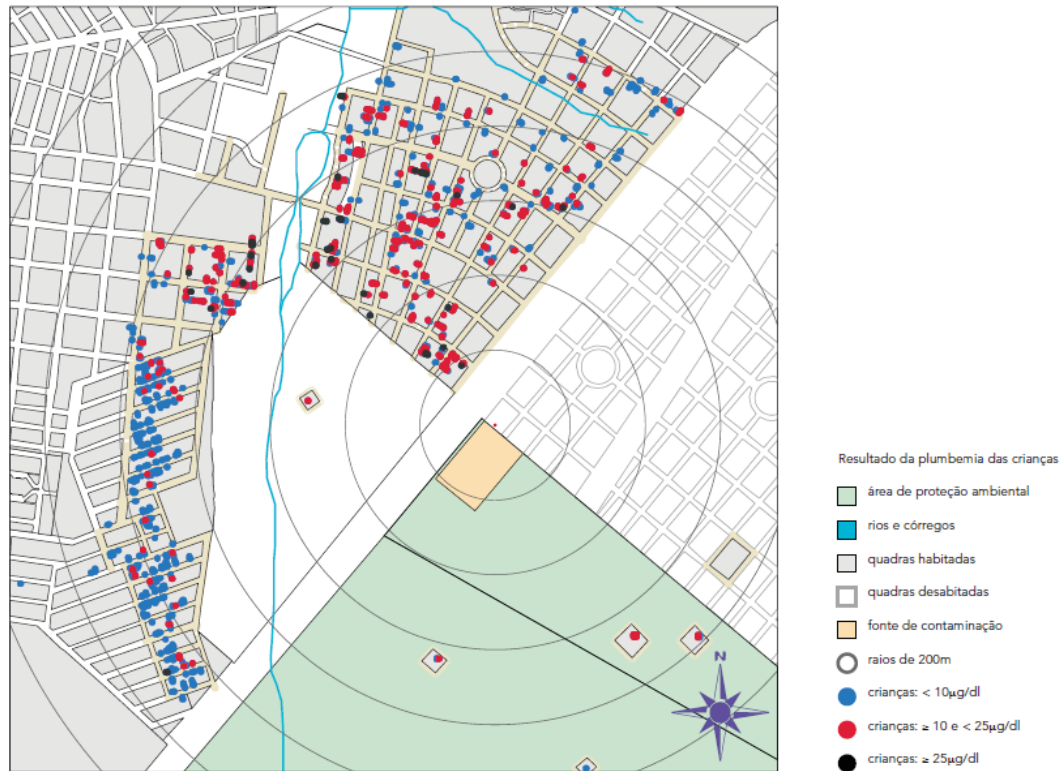 Resultado da plumbemia das crianças
área de proteção ambiental
rios e córregos
quadras habitadas
quadras desabitadas
fonte de contaminação
raios de 200m
crianças: < 10µg/dl
N
crianças: ≥ 10 e < 25µg/dl
crianças: ≥ 25µg/dl